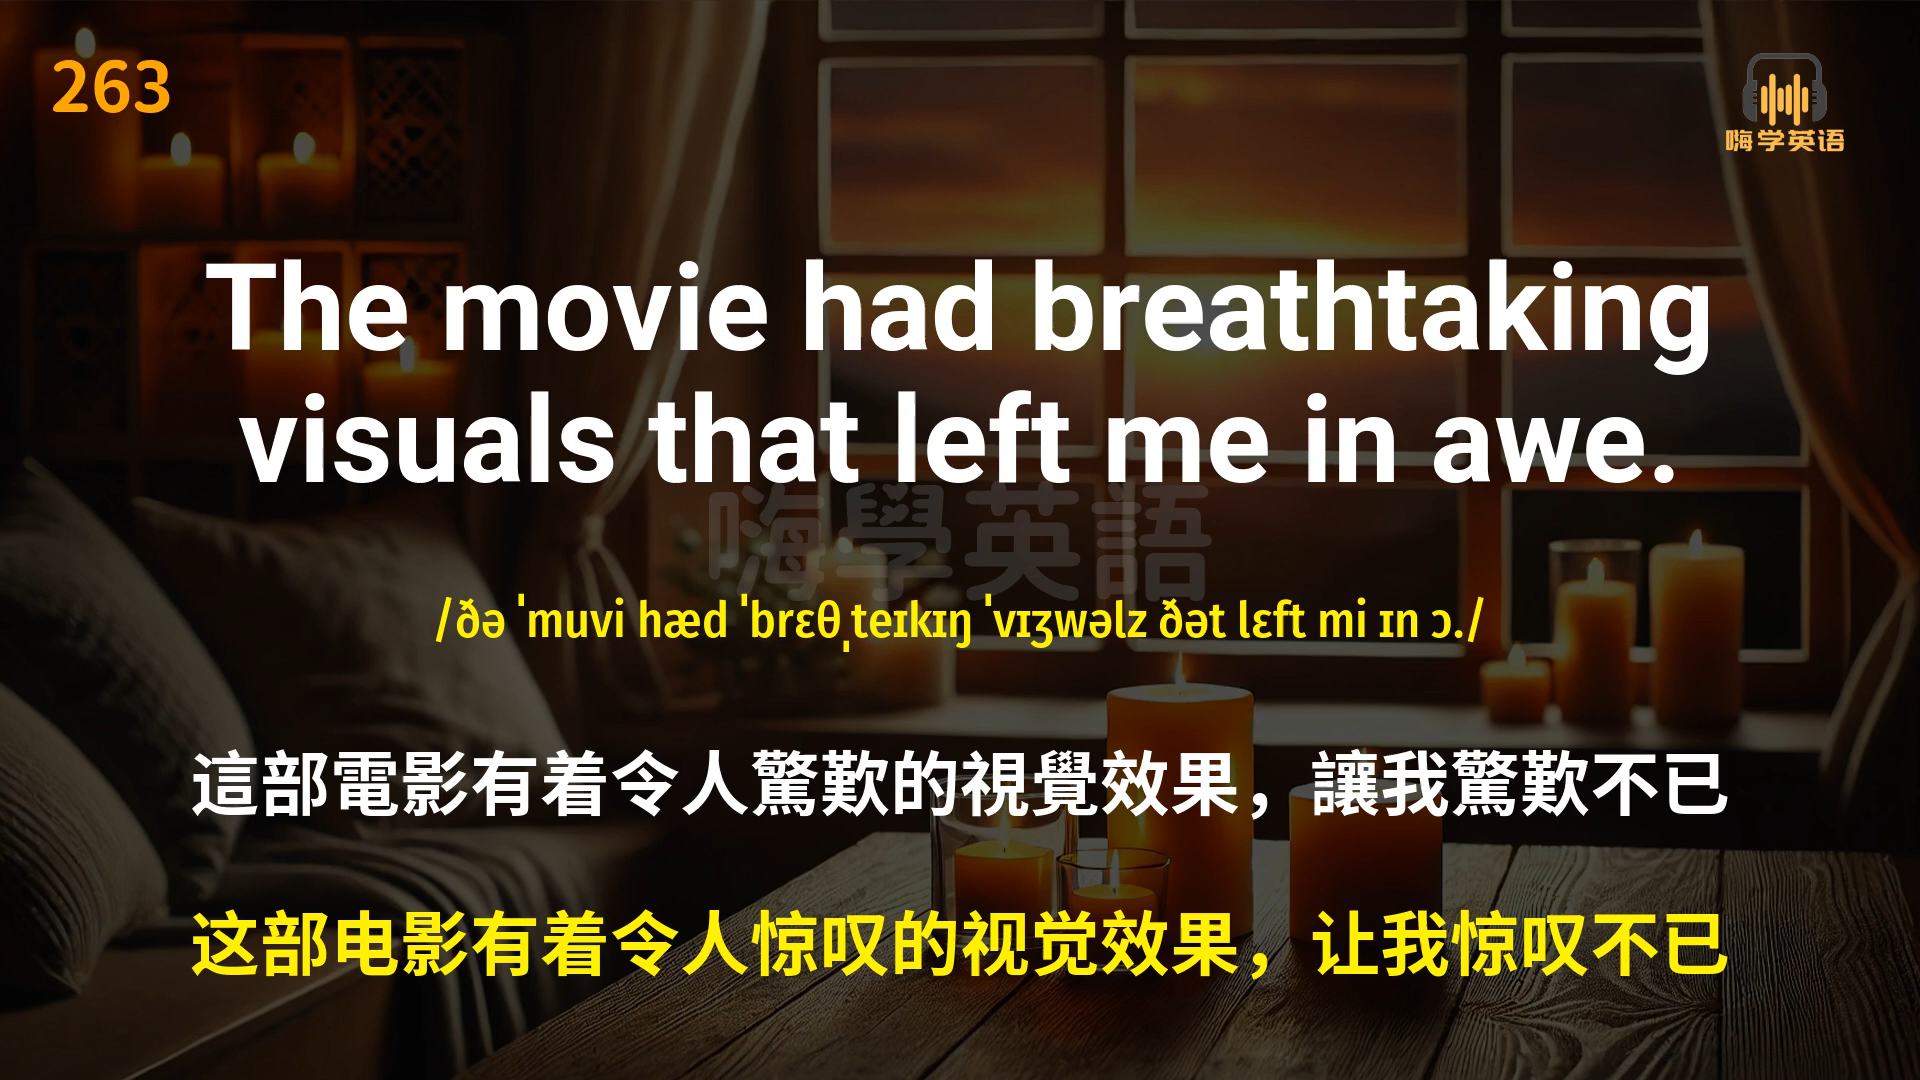 263
嗨学英语
The movie had breathtaking
visuals that left me in awe.
嗨學英語
/ðə ˈmuvi hæd ˈbrɛθˌteɪkɪŋ ˈvɪʒwəlz ðət lɛft mi ɪn ɔ./
這部電影有着令人驚歎的視覺效果，讓我驚歎不已
这部电影有着令人惊叹的视觉效果，让我惊叹不已